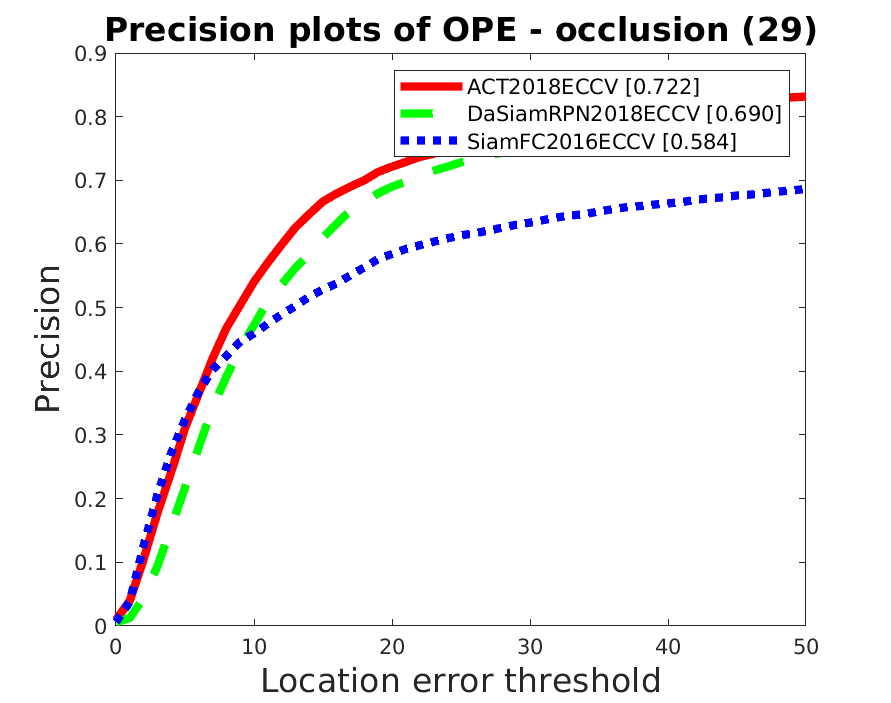 Precision plots of OPE - occlusion (29)
0.9
0.8
0.7
0.6
0.5
0.4
0.3
0.2
0.1
0
Precision
ACT2018ECCV [0.722]
DaSiamRPN2018ECCV [0.690]
SiamFC2016ECCV [0.584]
0 10 20 30 40 50
Location error threshold